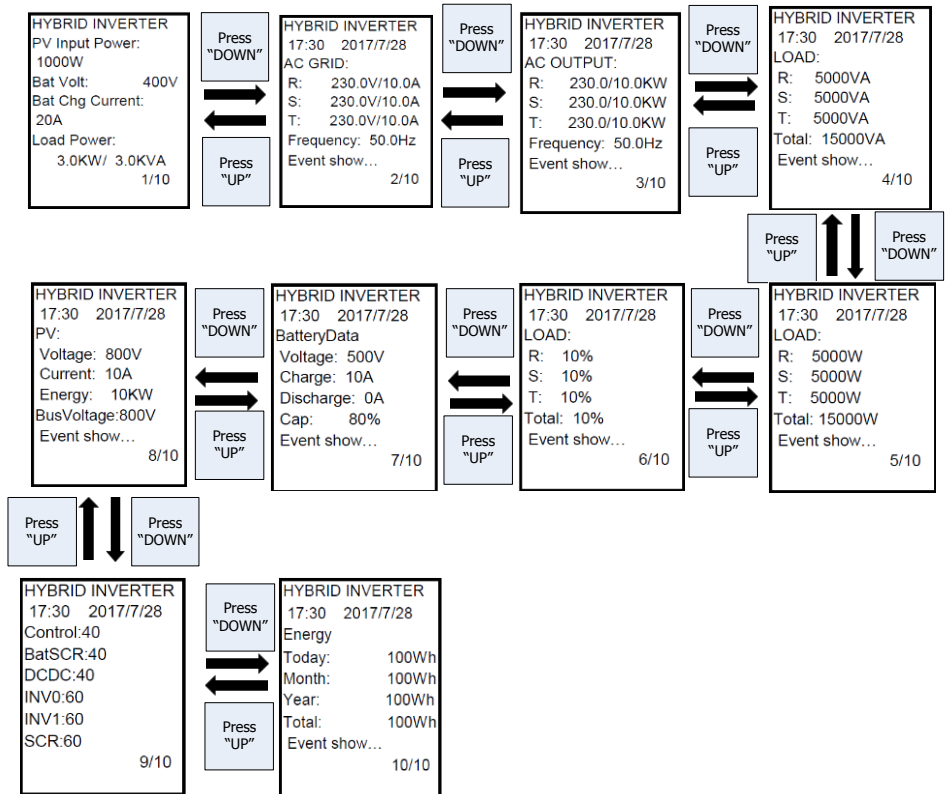 HYBRID INVERTER
PV Input Power:
1000W
Bat Volt: 400V
Bat Chg Current:
20A
Load Power:
3.0KW/ 3.0KVA
1/10
Press
“DOWN”
Press
“UP”
HYBRID INVERTER
17:30 2017/7/28
AC GRID:
R: 230.0V/10.0A
S: 230.0V/10.0A
T: 230.0V/10.0A
Frequency: 50.0Hz
Event show...
2/10
Press
“DOWN”
Press
“UP”
HYBRID INVERTER
17:30 2017/7/28
AC OUTPUT:
R: 230.0/10.0KW
S: 230.0/10.0KW
T: 230.0/10.0KW
Frequency: 50.0Hz
Event show...
3/10
Press
“DOWN”
Press
“UP”
HYBRID INVERTER
17:30 2017/7/28
LOAD:
R: 5000VA
S: 5000VA
T: 5000VA
Total: 15000VA
Event show...
4/10
Press
“UP”
Press
“DOWN”
HYBRID INVERTER
17:30 2017/7/28
PV:
Voltage: 800V
Current: 10A
Energy: 10KW
BusVoltage:800V
Event show...
8/10
Press
“DOWN”
Press
“UP”
HYBRID INVERTER
17:30 2017/7/28
BatteryData
Voltage: 500V
Charge: 10A
Discharge: 0A
Cap: 80%
Event show...
7/10
Press
“DOWN”
Press
“UP”
HYBRID INVERTER
17:30 2017/7/28
LOAD:
R: 10%
S: 10%
T: 10%
Total: 10%
Event show...
6/10
Press
“DOWN”
Press
“UP”
HYBRID INVERTER
17:30 2017/7/28
LOAD:
R: 5000W
S: 5000W
T: 5000W
Total: 15000W
Event show...
5/10
Press
“UP”
Press
“DOWN”
HYBRID INVERTER
17:30 2017/7/28
Control:40
BatSCR:40
DCDC:40
INV0:60
INV1:60
SCR:60
9/10
Press
“DOWN”
Press
“UP”
HYBRID INVERTER
17:30 2017/7/28
Energy
Today: 100Wh
Month: 100Wh
Year: 100Wh
Total: 100Wh
Event show...
10/10